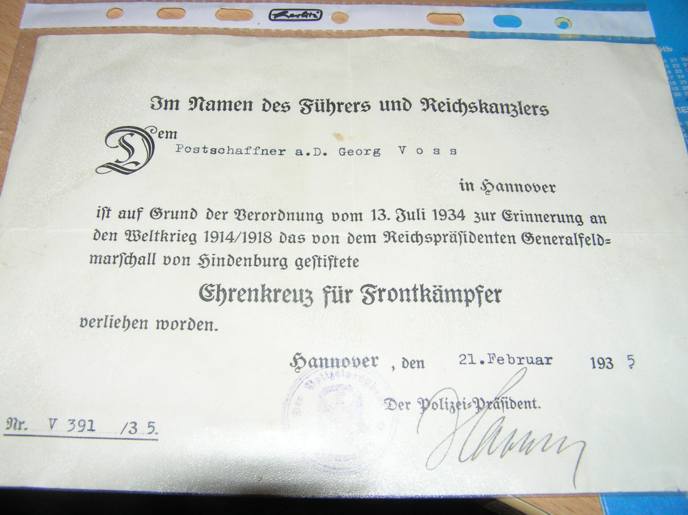 Herlitz
Im Namen des Führers und Reichskanzlers
Dem
Postschaffner a.D. Georg V o s s
in Hannover
ist auf Grund der Verordnung vom 13. Juli 1934 zur Erinnerung an
den Weltkrieg 1914/1918 das von dem Reichspräsidenten Generalfeld=
marschall von Hindenburg gestiftete
Ehrenkreuz für Frontkämpfer
verliehen worden.
Hannover, den 21.Februar 1935
Der Polizei=Präsident.
Nr. V 391 /35.